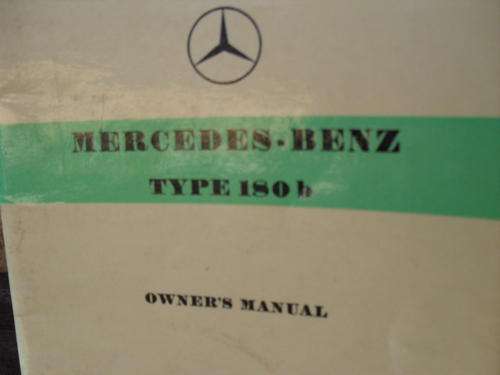 MERCEDES-BENZ
TYPE 180 b
OWNER'S MANUAL